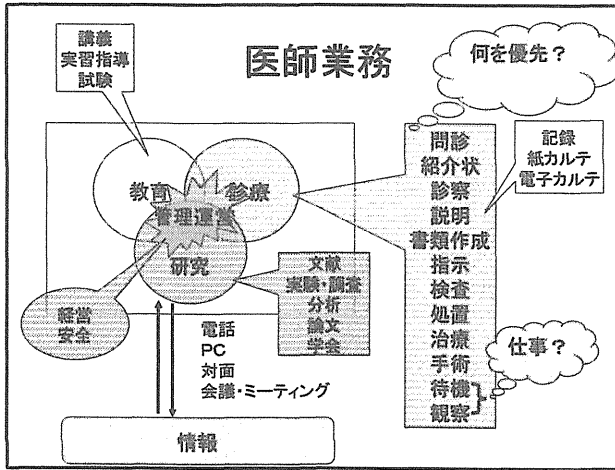 医師業務
講義
実習指導
試験
何を優先？
教育
診療
管理運営
研究
経営
安全
文献
実験・調査
分析
論文
学会
問診
紹介状
診察
説明
書類作成
指示
検査
処置
治療
手術
待機
観察
記録
紙カルテ
電子カルテ
仕事？
電話
PC
対面
会議・ミーティング
情報